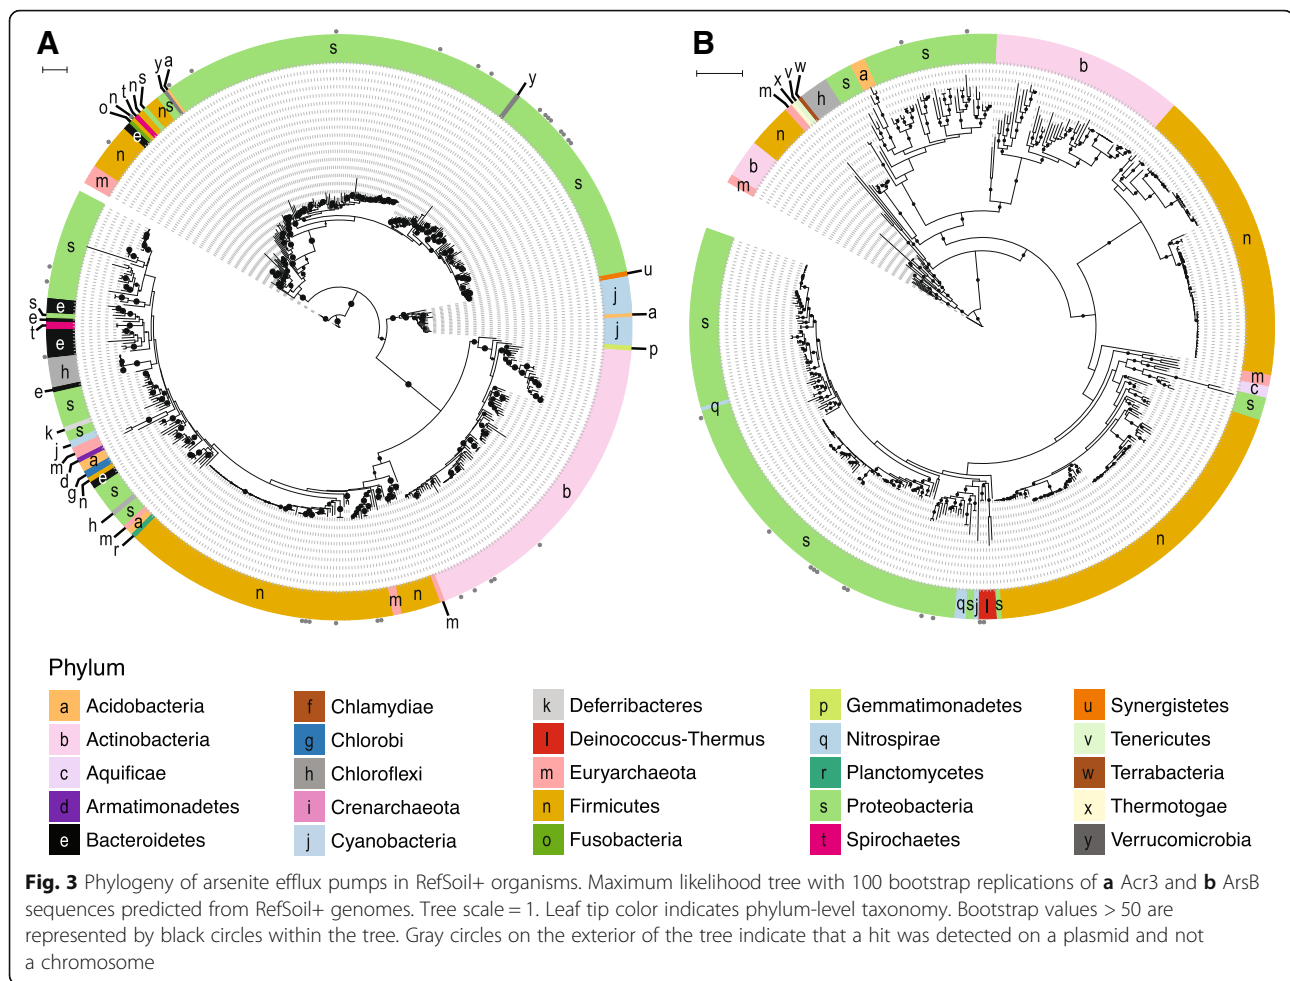 A
B
s
y a
y
s
n
t
n
o
s
n
e
n
m
s
u
j
a
j
p
b
m
n
m
n
r
m
a
s
h
s
n
g
e
d
a
m
j
s
k
s
e
h
e
t
e
s
e
s
s
b
s
a
s
h
w
v
x
m
n
b
m
n
m
c
s
n
s
l
j
s
q
s
q
s
Phylum
a Acidobacteria
b Actinobacteria
c Aquificae
d Armatimonadetes
e Bacteroidetes
f Chlamydiae
g Chlorobi
h Chloroflexi
i Crenarchaeota
j Cyanobacteria
k Deferribacteres
l Deinococcus-Thermus
m Euryarchaeota
n Firmicutes
o Fusobacteria
p Gemmatimonadetes
q Nitrospirae
r Planctomycetes
s Proteobacteria
t Spirochaetes
u Synergistetes
v Tenericutes
w Terrabacteria
x Thermotogae
y Verrucomicrobia
Fig. 3 Phylogeny of arsenite efflux pumps in RefSoil+ organisms. Maximum likelihood tree with 100 bootstrap replications of a Acr3 and b ArsB
sequences predicted from RefSoil+ genomes. Tree scale = 1. Leaf tip color indicates phylum-level taxonomy. Bootstrap values > 50 are
represented by black circles within the tree. Gray circles on the exterior of the tree indicate that a hit was detected on a plasmid and not
a chromosome